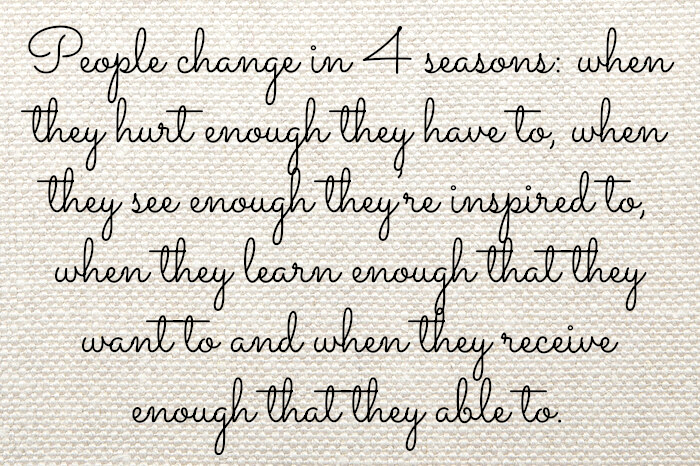 People change in 4 seasons: when
they hurt enough they have to, when
they see enough they're inspired to,
when they learn enough that they
want to and when they receive
enough that they able to.